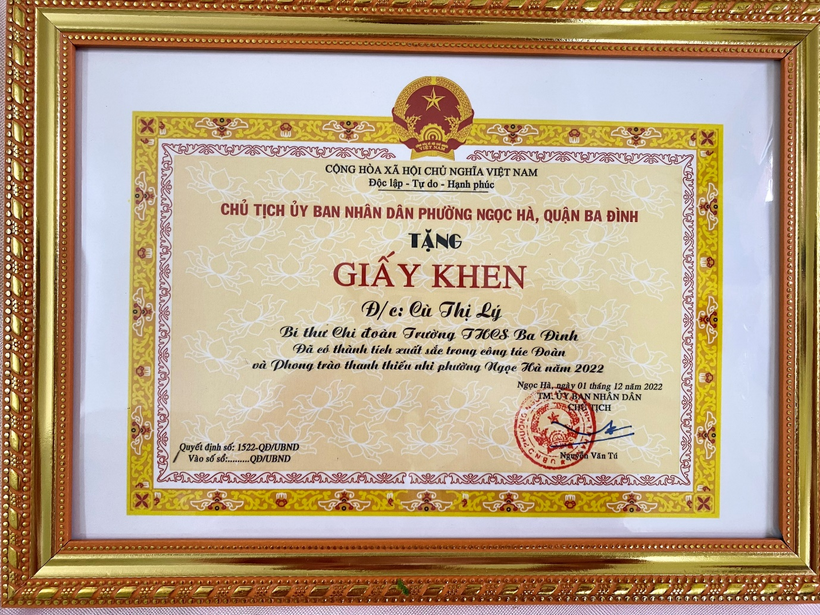 CỘNG HÒA XÃ HỘI CHỦ NGHĨA VIỆT NAM
Độc lập - Tự do - Hạnh phúc
CHỦ TỊCH ỦY BAN NHÂN DÂN PHƯỜNG NGỌC HÀ, QUẬN BA ĐÌNH
TẶNG
GIẤY KHEN
Đ/c: Cù Thị Lý
Bí thư Chi đoàn Trường THCS Ba Đình
Đã có thành tích xuất sắc trong công tác Đoàn
và Phong trào thanh thiếu nhi phường Ngọc Hà năm 2022
Ngọc Hà, ngày 01 tháng 12 năm 2022
TM. ỦY BAN NHÂN DÂN
CHỦ TỊCH
Nguyễn Văn Tú
Quyết định số: 1522-QĐ/UBND
Vào sổ số:.........QĐ/UBND